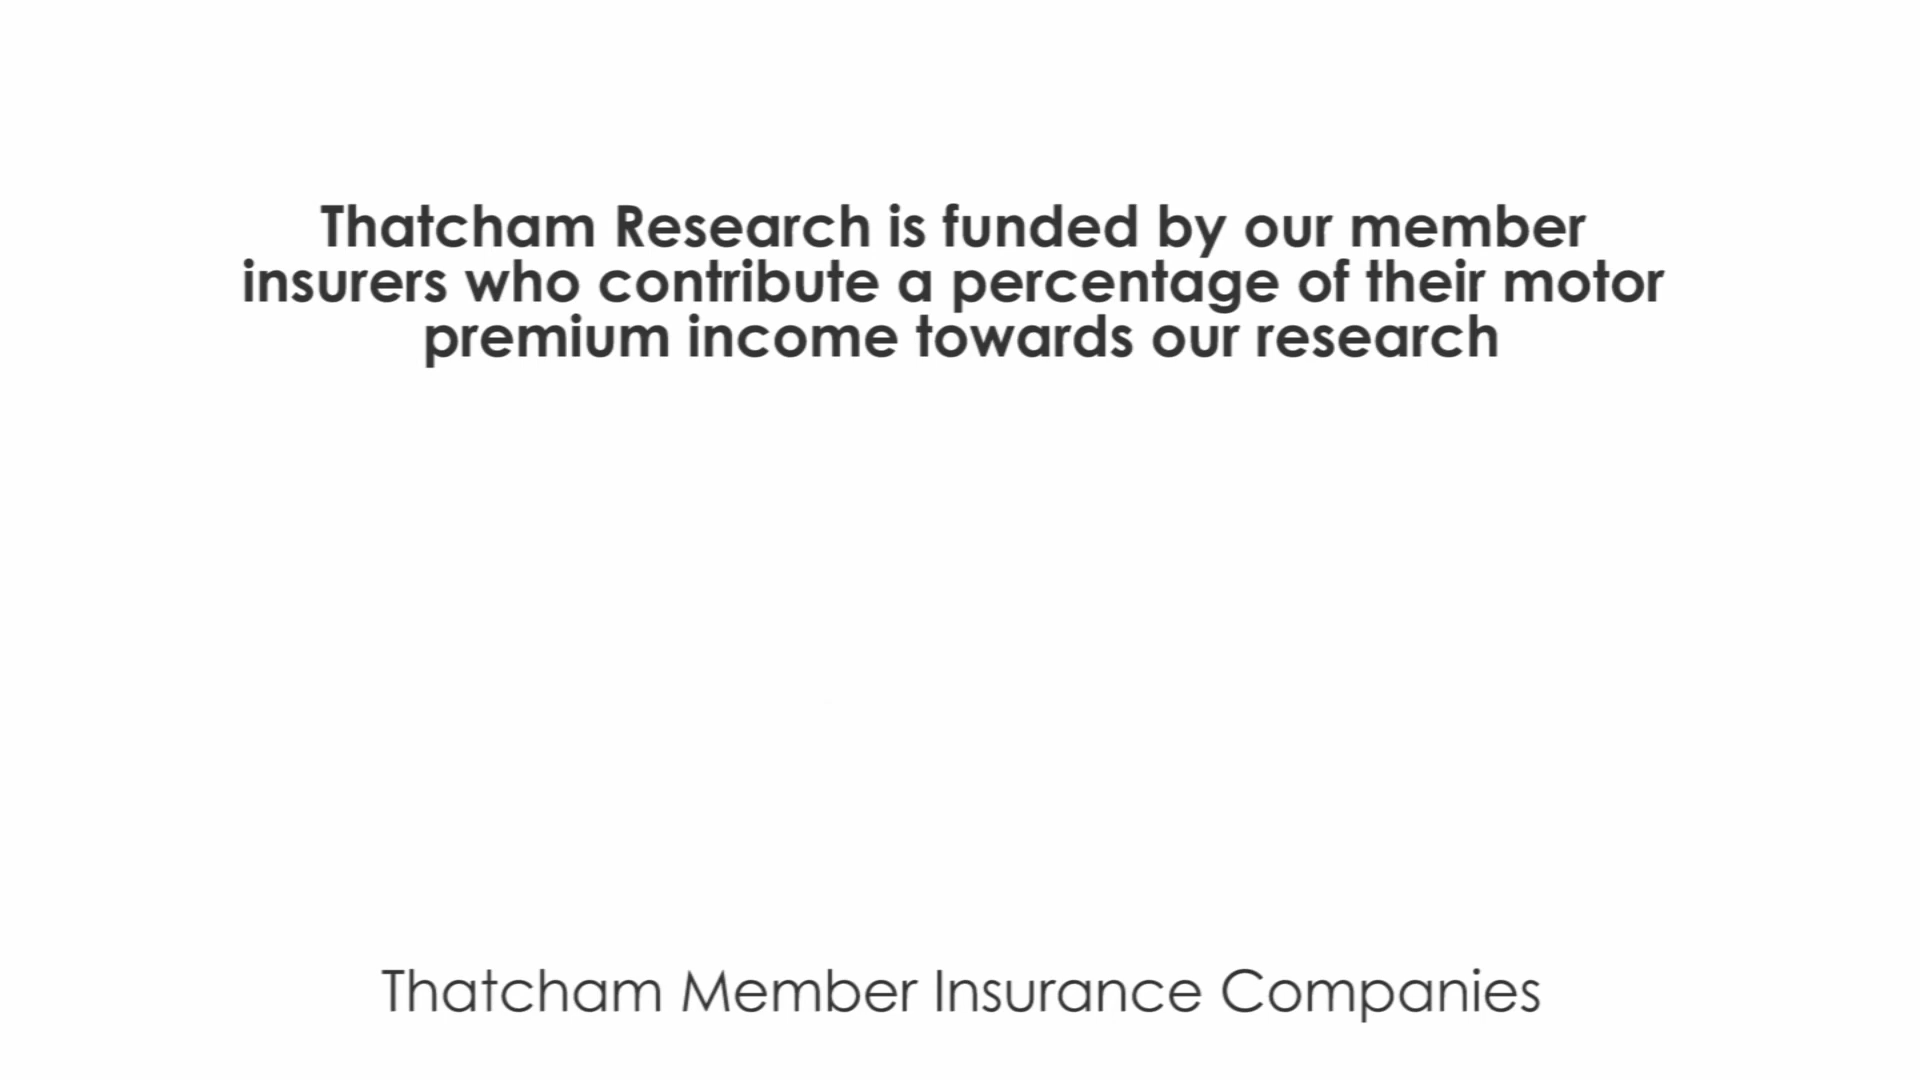 Thatcham Research is funded by our member
insurers who contribute a percentage of their motor
premium income towards our research
Thatcham Member Insurance Companies